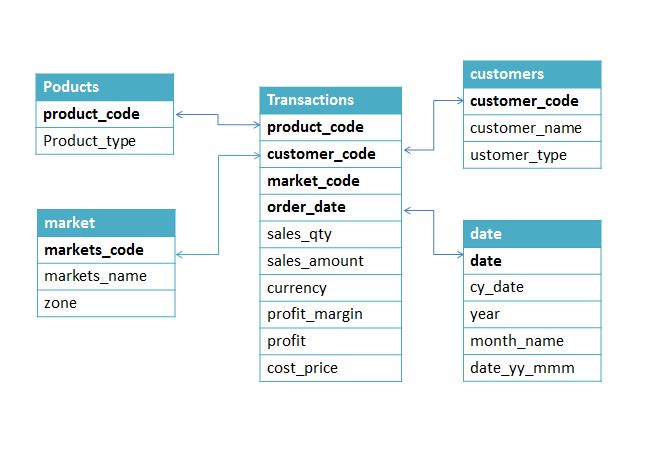 Poducts
product_code
Product_type
market
markets_code
markets_name
zone
Transactions
product_code
customer_code
market_code
order_date
sales_qty
sales_amount
currency
profit_margin
profit
cost_price
customers
customer_code
customer_name
ustomer_type
date
date
cy_date
year
month_name
date_yy_mmm